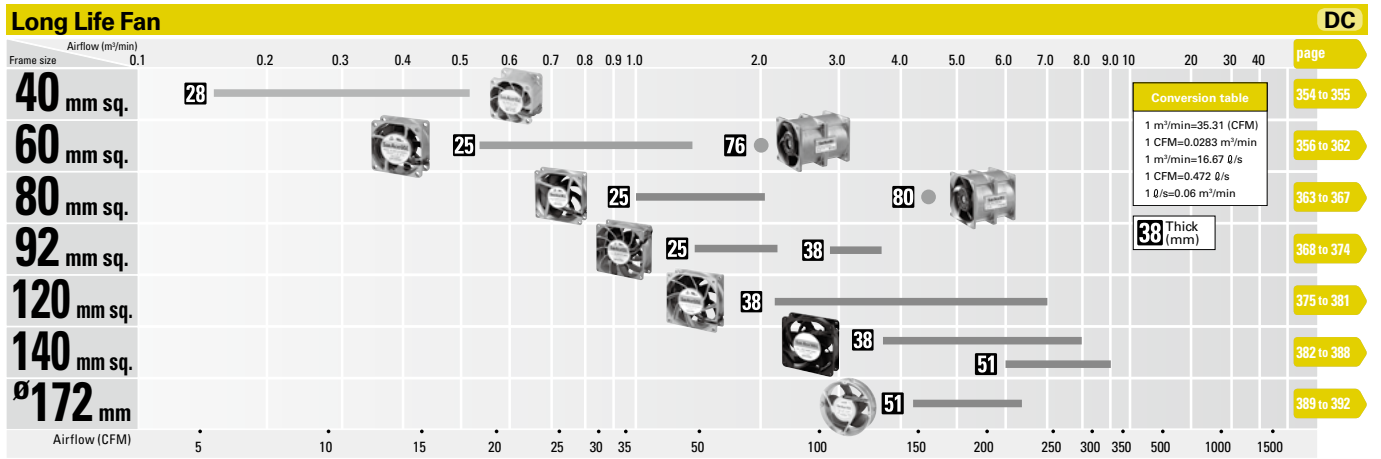 Long Life Fan DC
Airflow (m³/min)
Frame size 0.1 0.2 0.3 0.4 0.5 0.6 0.7 0.8 0.9 1.0 2.0 3.0 4.0 5.0 6.0 7.0 8.0 9.0 10 20 30 40 page
40 mm sq. 28 354 to 355
60 mm sq. 25 76 356 to 362
80 mm sq. 25 80 363 to 367
92 mm sq. 25 38 368 to 374
120 mm sq. 38 375 to 381
140 mm sq. 38 51 382 to 388
ø172 mm 51 389 to 392
Conversion table
1 m³/min=35.31 (CFM)
1 CFM=0.0283 m³/min
1 m³/min=16.67 ℓ/s
1 CFM=0.472 ℓ/s
1 ℓ/s=0.06 m³/min
38 Thick
(mm)
Airflow (CFM) 5 10 15 20 25 30 35 50 100 150 200 250 300 350 500 1000 1500